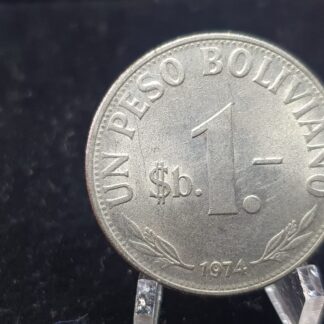 UN PESO BOLIVIANO
$b. 1.-
1974